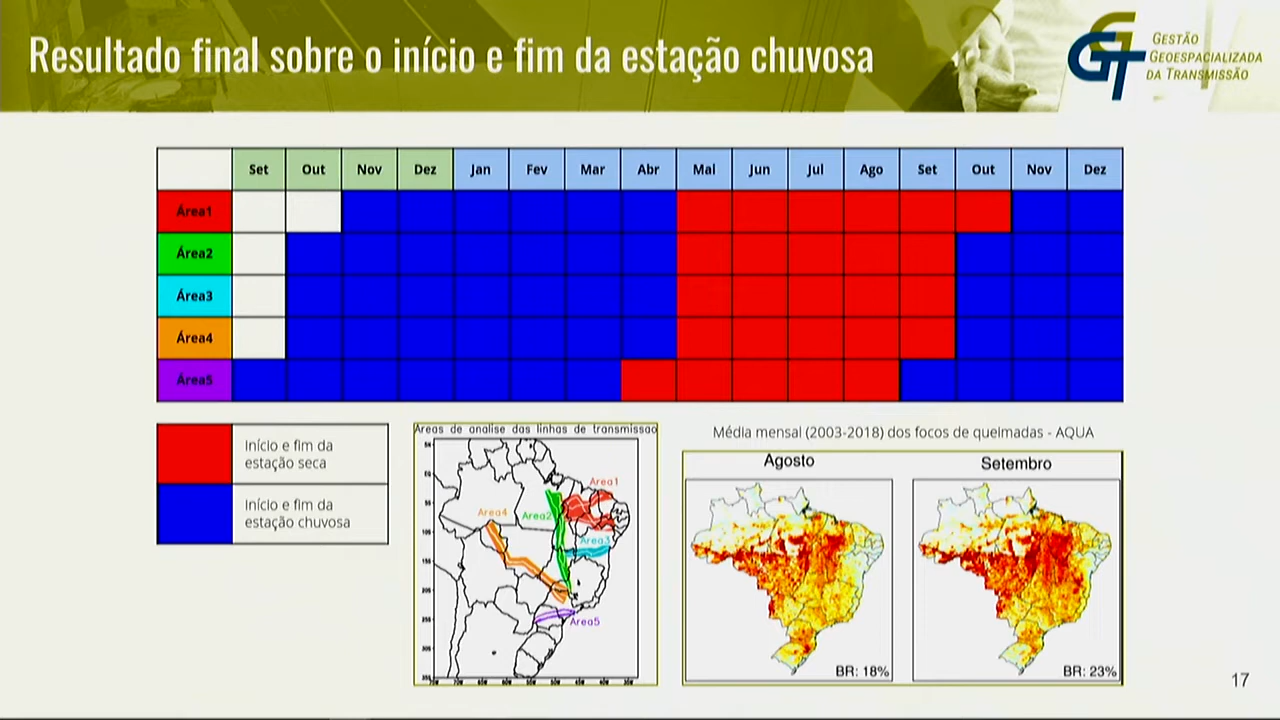 Resultado final sobre o início e fim da estação chuvosa
GESTÃO
GEOESPACIALIZADA
DA TRANSMISSÃO
Set Out Nov Dez Jan Fev Mar Abr Mai Jun Jul Ago Set Out Nov Dez
Área1
Área2
Área3
Área4
Área5
Início e fim da
estação seca
Início e fim da
estação chuvosa
Areas de analise das linhas de transmissao
Area1
Area4
Area2
Area3
Area5
Média mensal (2003-2018) dos focos de queimadas - AQUA
Agosto
Setembro
BR: 18%
BR: 23%
17